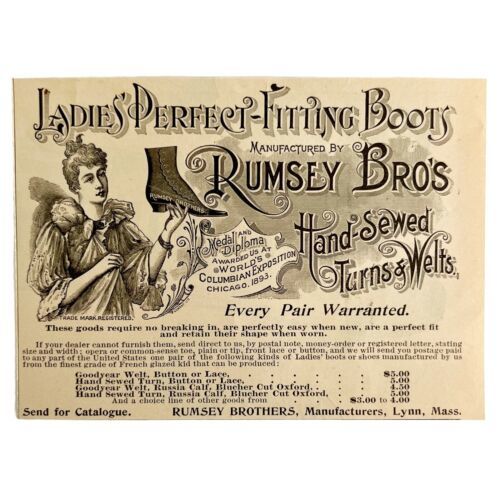 LADIES' PERFECT-FITTING BOOTS
MANUFACTURED BY
RUMSEY BRO'S
RUMSEY BROTHERS.
Medal AND Diploma
AWARDED US AT
WORLD'S
COLUMBIAN EXPOSITION
CHICAGO, 1893.
Hand-Sewed
Turns & Welts,
TRADE MARK REGISTERED.
Every Pair Warranted.
These goods require no breaking in, are perfectly easy when new, are a perfect fit
and retain their shape when worn.
If your dealer cannot furnish them, send direct to us, by postal note, money-order or registered letter, stating
size and width; opera or common-sense toe, plain or tip, front lace or button, and we will send you postage paid
to any part United States one pair of the following kinds of Ladies' boots or shoes manufactured by us
from the finest grade of French glazed kid that can be produced:
Goodyear Welt, Button or Lace, . . . . $5.00
Hand Sewed Turn, Button or Lace, . . . . 5.00
Goodyear Welt, Russia Calf, Blucher Cut Oxford, . . . . 4.50
Hand Sewed Turn, Russia Calf, Blucher Cut Oxford, . . . . 5.00
And a choice line of other goods from . . . . $3.00 to 4.00
Send for Catalogue. RUMSEY BROTHERS, Manufacturers, Lynn, Mass.